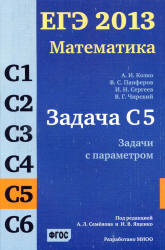 ЕГЭ 2013
Математика
А. И. Козко
В. С. Панферов
И. Н. Сергеев
В. Г. Чирский
С1
С2
С3
С4
С5
С6
Задача С5
Задачи
с параметром
ФГОС
Под редакцией
А. Л. Семёнова и И. В. Ященко
Разработано МИОО